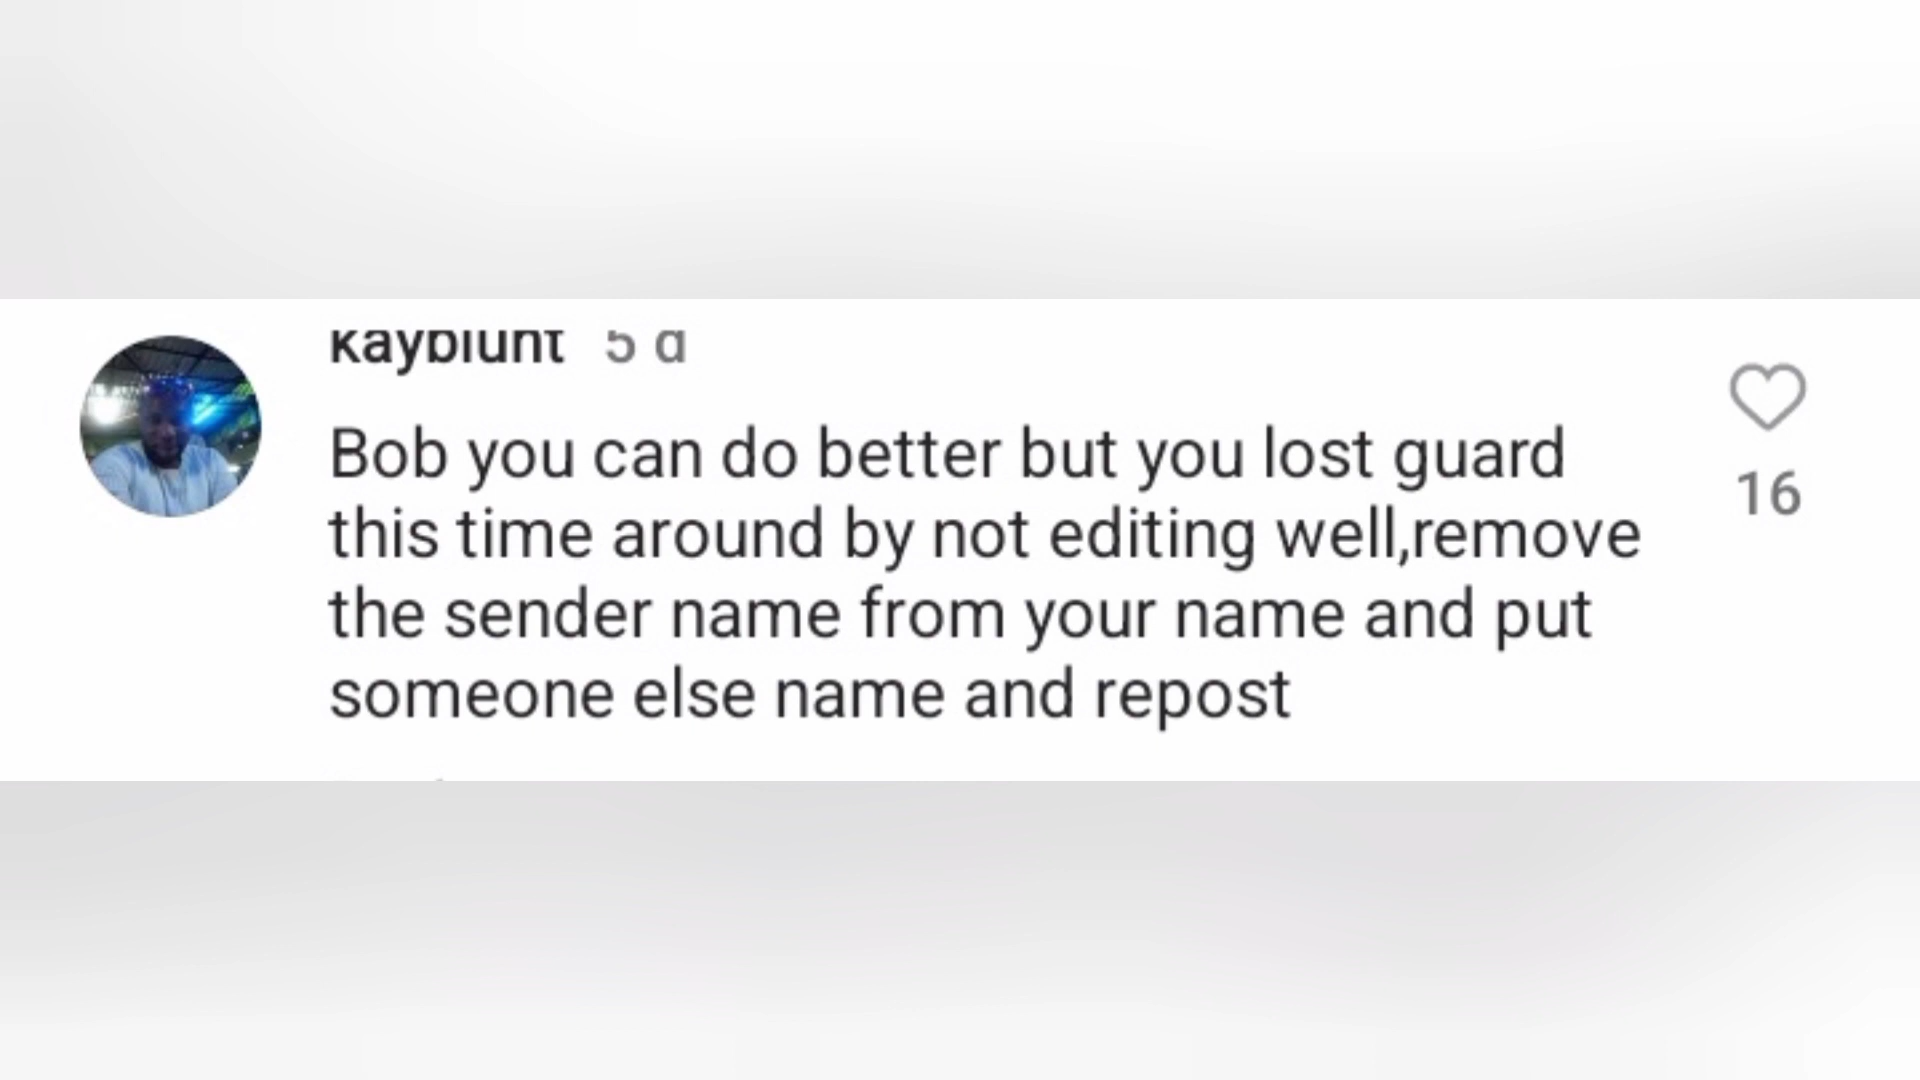 kayblunt 5 d
Bob you can do better but you lost guard
16
this time around by not editing well,remove
the sender name from your name and put
someone else name and repost